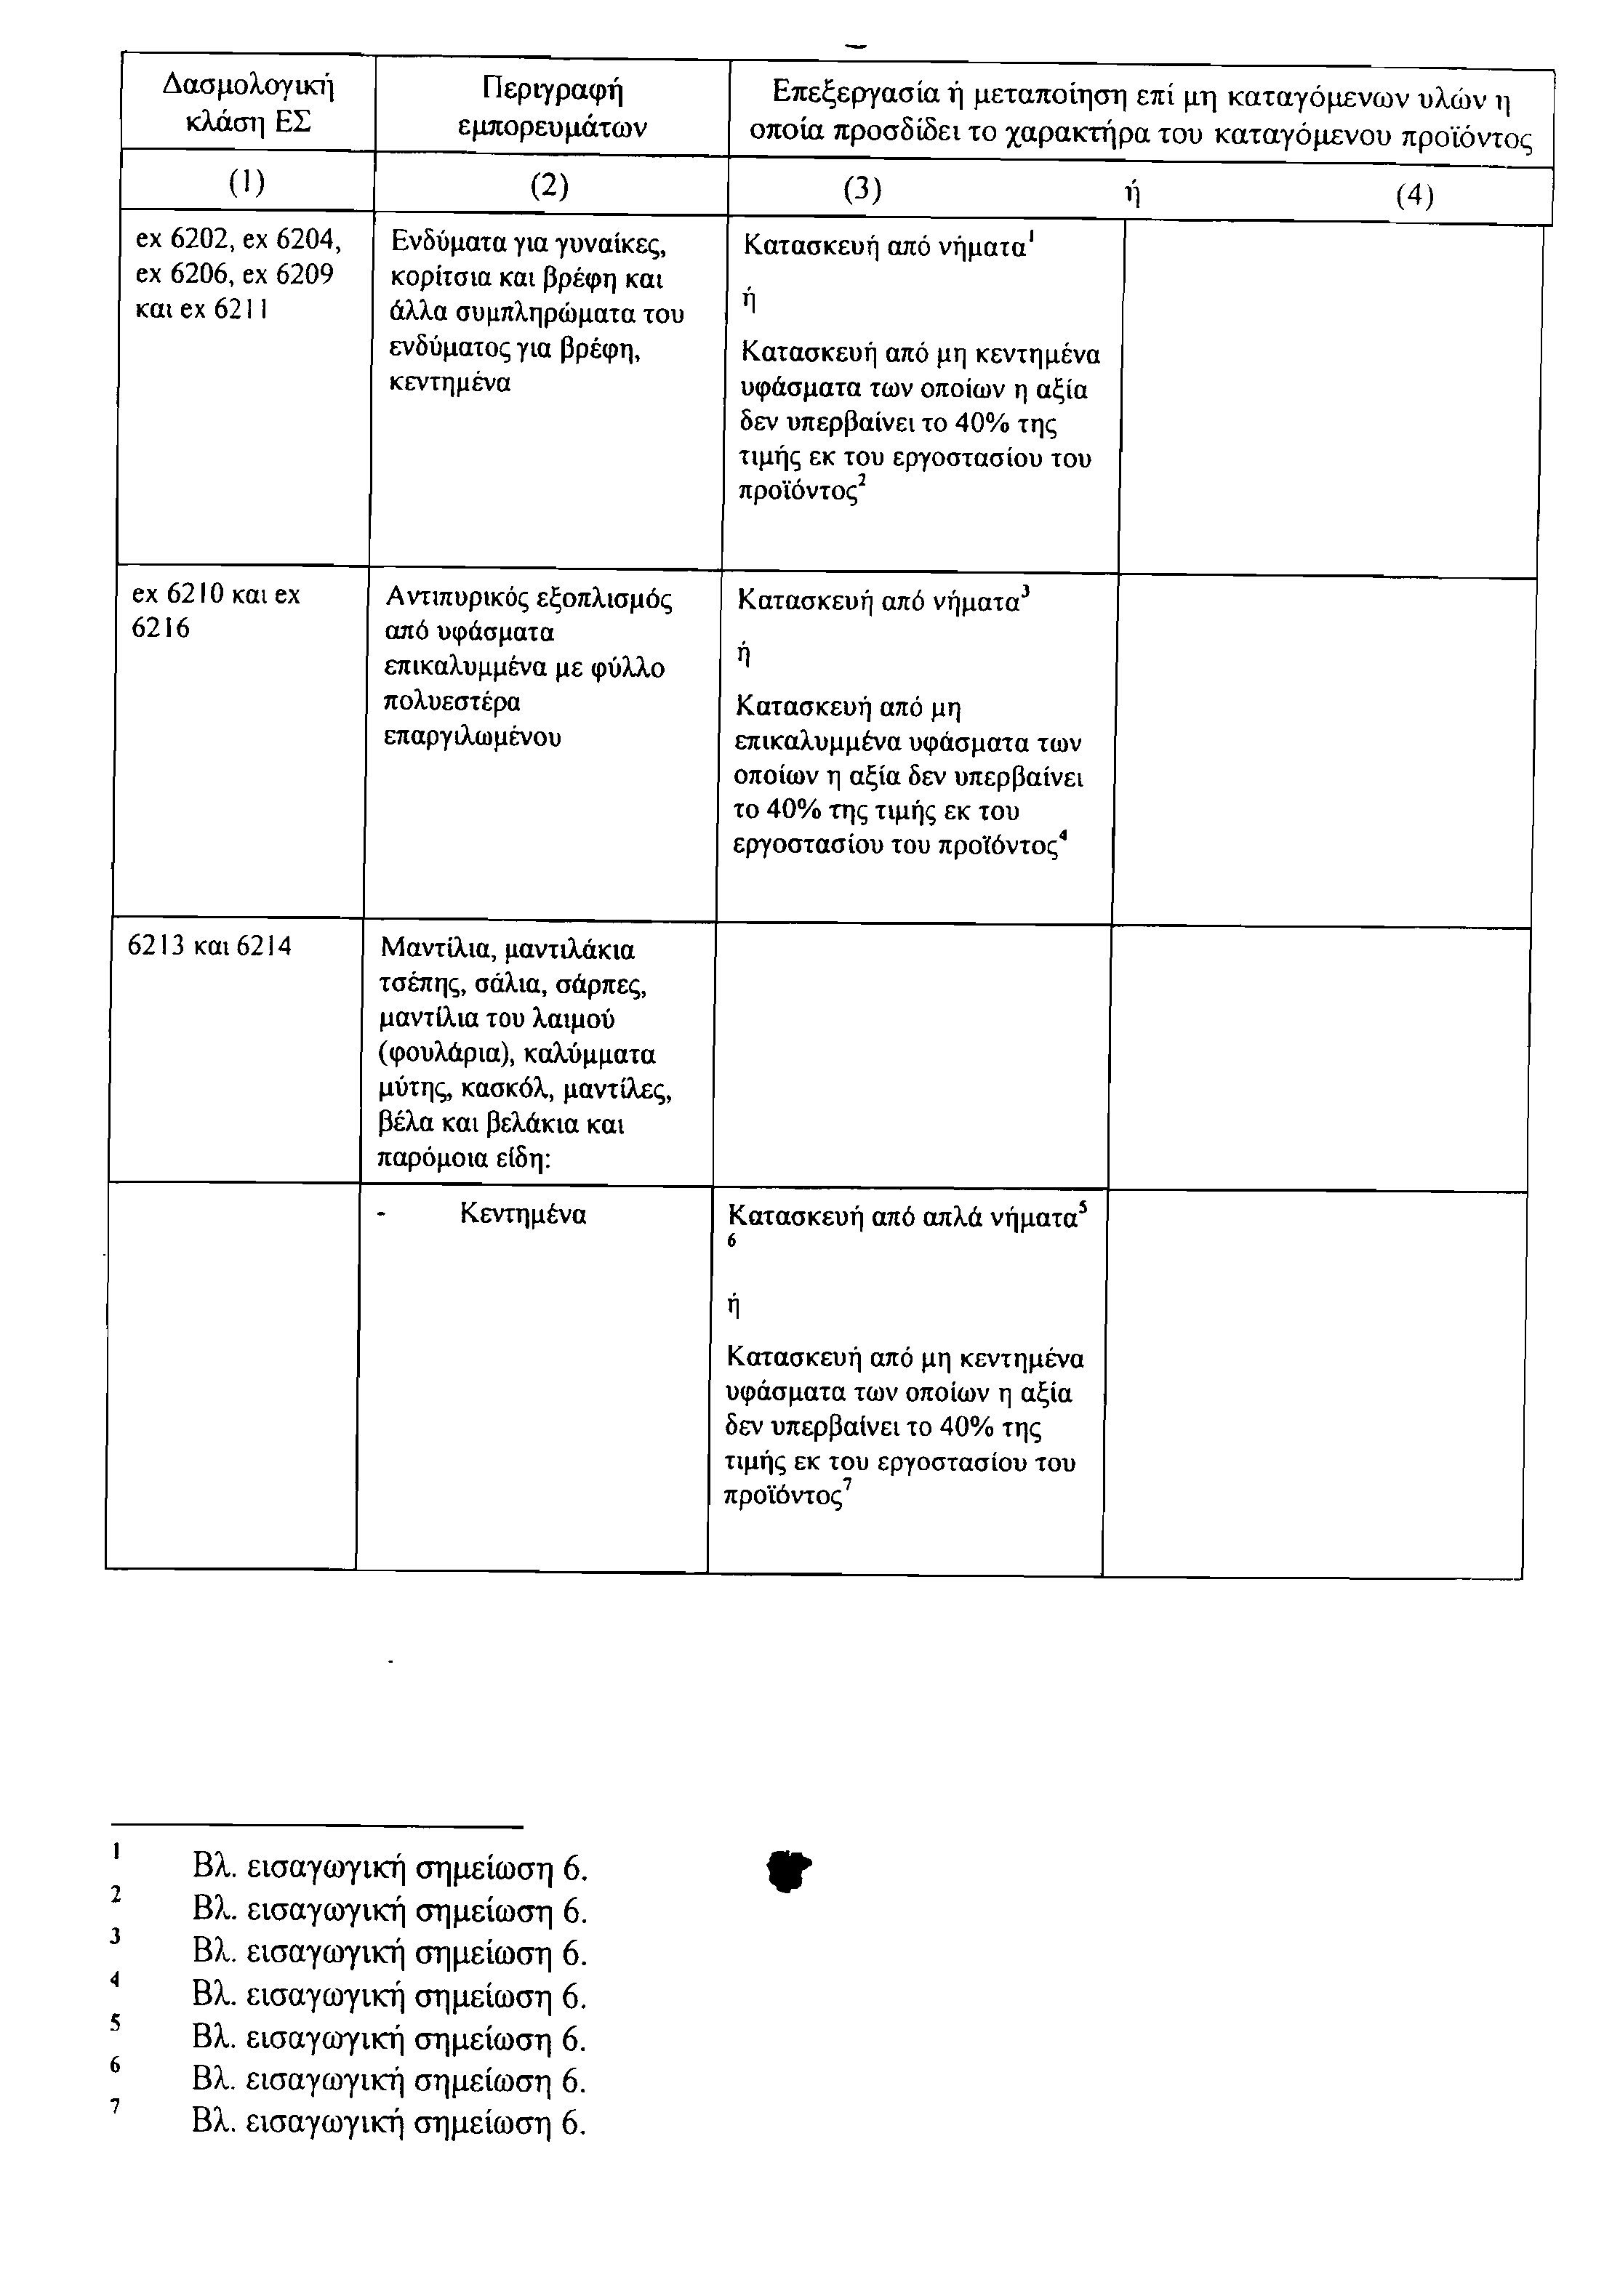 Δασμολογική
κλάση ΕΣ
Περιγραφή
εμπορευμάτων
Επεξεργασία ή μεταποίηση επί μη καταγόμενων υλών η
οποία προσδίδει το χαρακτήρα του καταγόμενου προϊόντος
(1)
(2)
(3)
ή
(4)
ex 6202, ex 6204,
ex 6206, ex 6209
και ex 6211
Ενδύματα για γυναίκες,
κορίτσια και βρέφη και
άλλα συμπληρώματα του
ενδύματος για βρέφη,
κεντημένα
Κατασκευή από νήματα¹
ή
Κατασκευή από μη κεντημένα
υφάσματα των οποίων η αξία
δεν υπερβαίνει το 40% της
τιμής εκ του εργοστασίου του
προϊόντος²
ex 6210 και ex
6216
Αντιπυρικός εξοπλισμός
από υφάσματα
επικαλυμμένα με φύλλο
πολυεστέρα
επαργιλωμένου
Κατασκευή από νήματα³
ή
Κατασκευή από μη
επικαλυμμένα υφάσματα των
οποίων η αξία δεν υπερβαίνει
το 40% της τιμής εκ του
εργοστασίου του προϊόντος⁴
6213 και 6214
Μαντίλια, μαντιλάκια
τσέπης, σάλια, σάρπες,
μαντίλια του λαιμού
(φουλάρια), καλύμματα
μύτης, κασκόλ, μαντίλες,
βέλα και βελάκια και
παρόμοια είδη:
- Κεντημένα
Κατασκευή από απλά νήματα⁵
⁶
ή
Κατασκευή από μη κεντημένα
υφάσματα των οποίων η αξία
δεν υπερβαίνει το 40% της
τιμής εκ του εργοστασίου του
προϊόντος⁷
¹ Βλ. εισαγωγική σημείωση 6.
² Βλ. εισαγωγική σημείωση 6.
³ Βλ. εισαγωγική σημείωση 6.
⁴ Βλ. εισαγωγική σημείωση 6.
⁵ Βλ. εισαγωγική σημείωση 6.
⁶ Βλ. εισαγωγική σημείωση 6.
⁷ Βλ. εισαγωγική σημείωση 6.